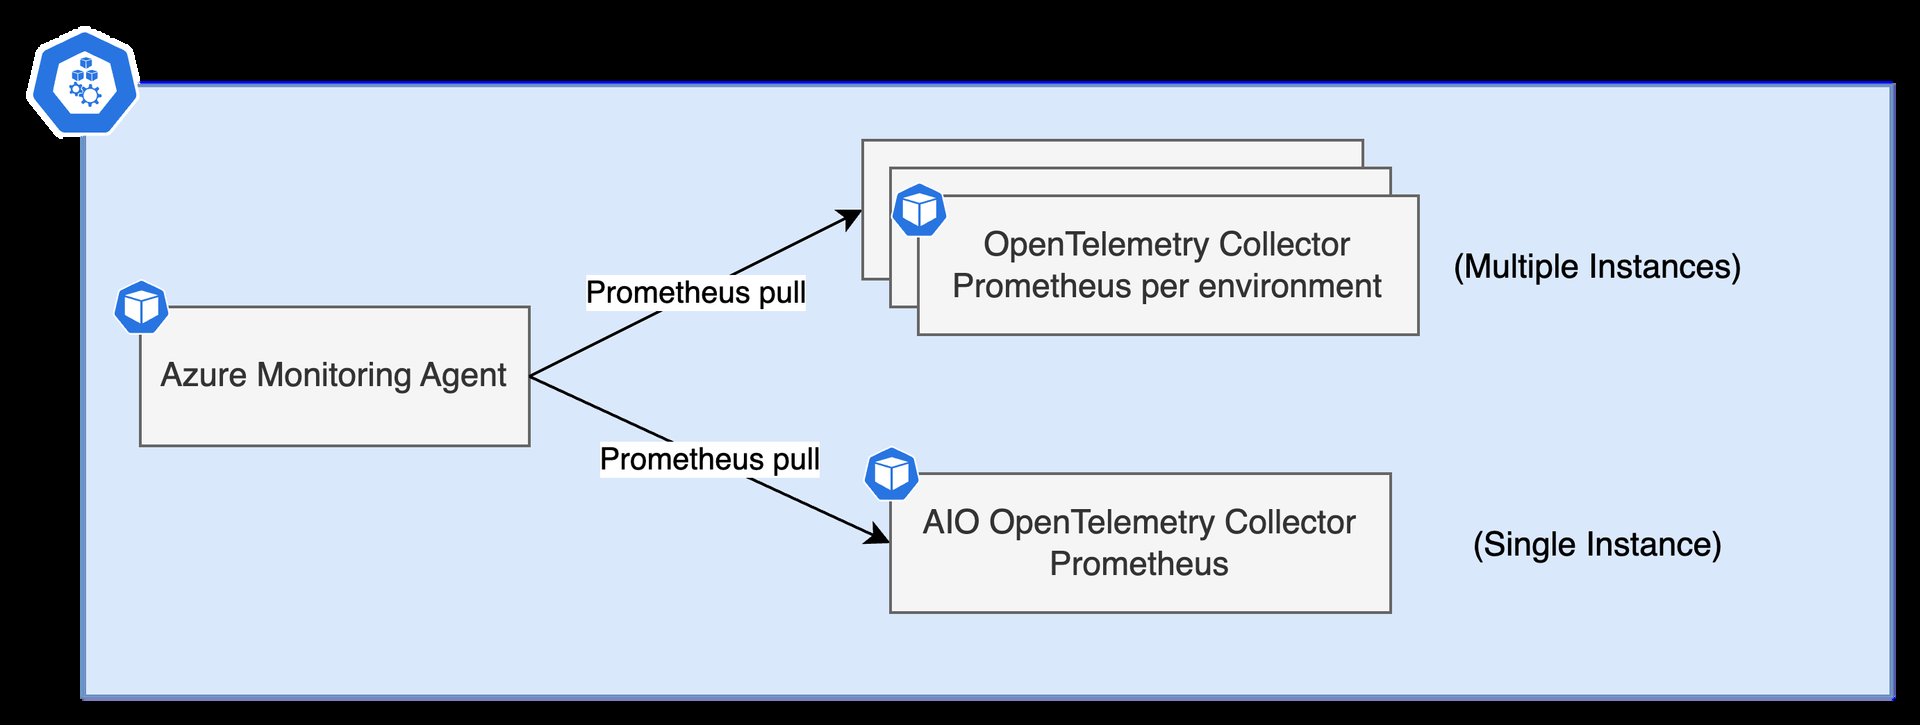 OpenTelemetry Collector
Prometheus per environment
(Multiple Instances)
Prometheus pull
Azure Monitoring Agent
Prometheus pull
AIO OpenTelemetry Collector
Prometheus
(Single Instance)